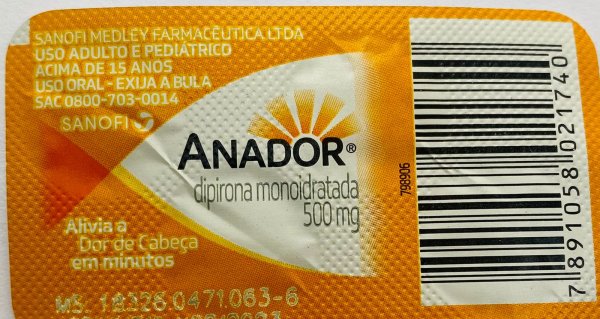 SANOFI MEDLEY FARMACÊUTICA LTDA
USO ADULTO E PEDIÁTRICO
ACIMA DE 15 ANOS
USO ORAL - EXIJA A BULA
SAC 0800-703-0014
SANOFI
ANADOR®
dipirona monoidratada
500 mg
Alivia a
Dor de Cabeça
em minutos
MS: 18326.0471.063-6
798906
7 891058 021740